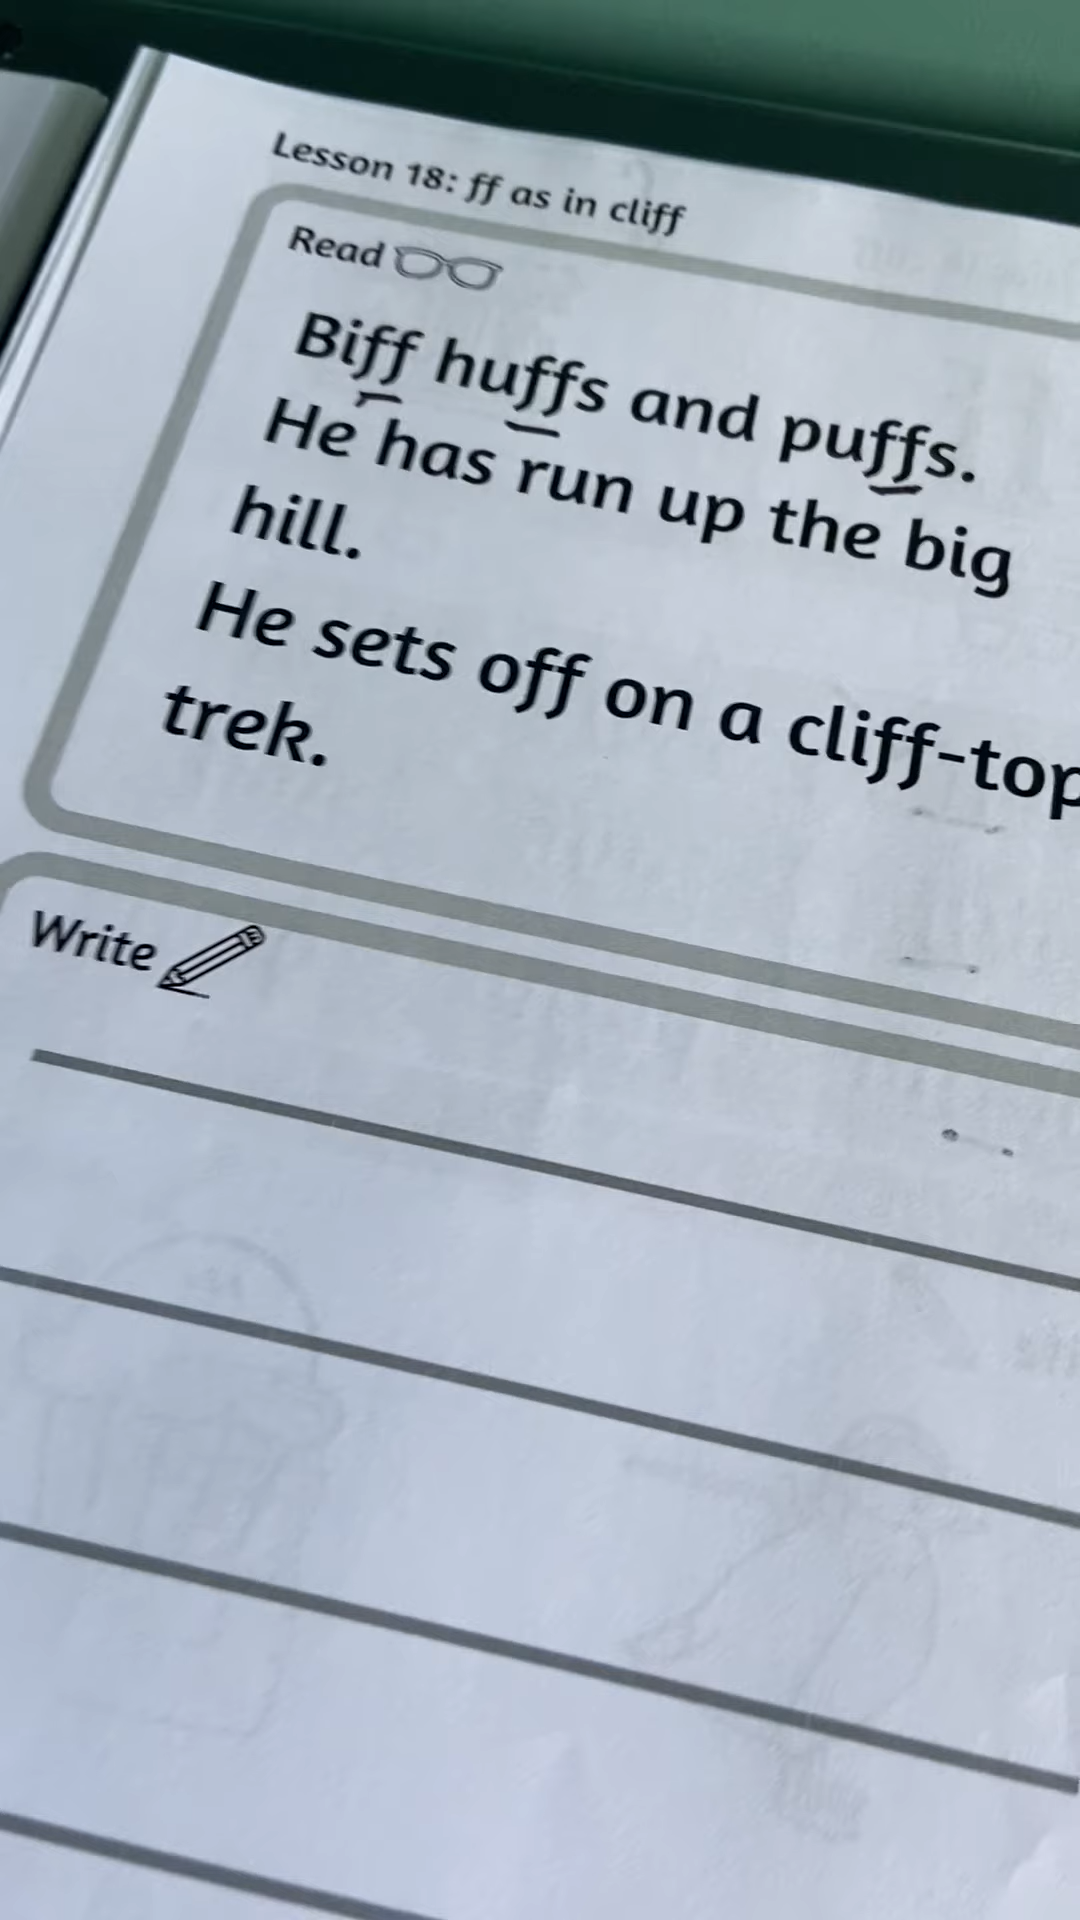 Lesson 18: ff as in cliff
Read
Biff huffs and puffs.
He has run up the big
hill.
He sets off on a cliff-top
trek.
Write